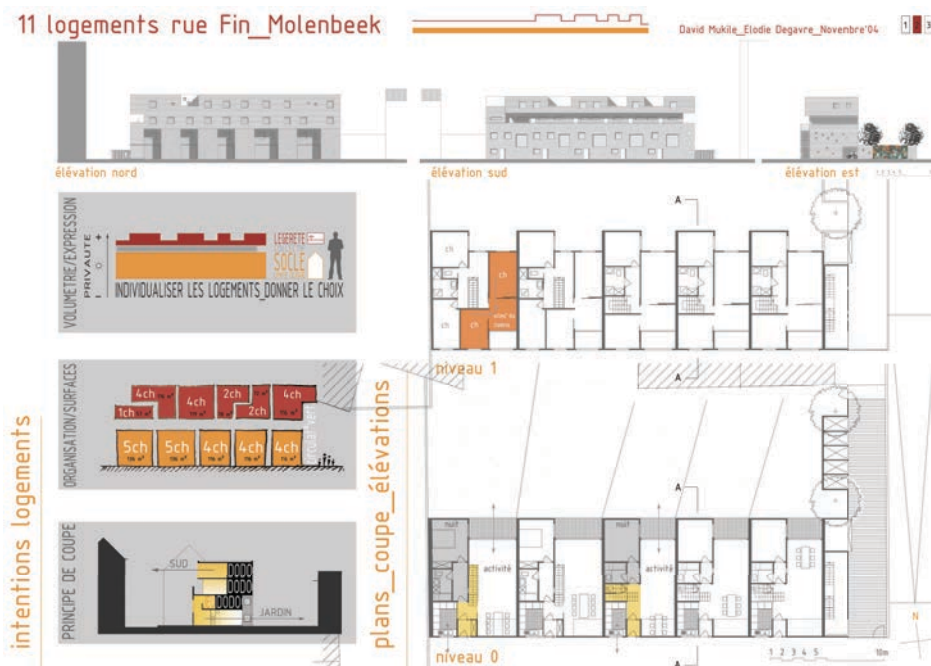 11 logements rue Fin_Molenbeek
David Mukile_Elodie Degavre_Novembre'04
1 2 3
élévation nord
élévation sud
élévation est
VOLUMETRIE/EXPRESSION
PRIVAUTE
+
-
LEGERETE
SOCLE
INDIVIDUALISER LES LOGEMENTS_DONNER LE CHOIX
A
ch
ch
ch
ch
niveau 1
A
intentions logements
ORGANISATION/SURFACES
4ch
4ch
2ch
4ch
1ch
2ch
5ch
5ch
4ch
4ch
4ch
plans_coupe_élévations
PRINCIPE DE COUPE
SUD
JARDIN
A
nuit
activité
nuit
activité
N
niveau 0
A
1 2 3 4 5 10m